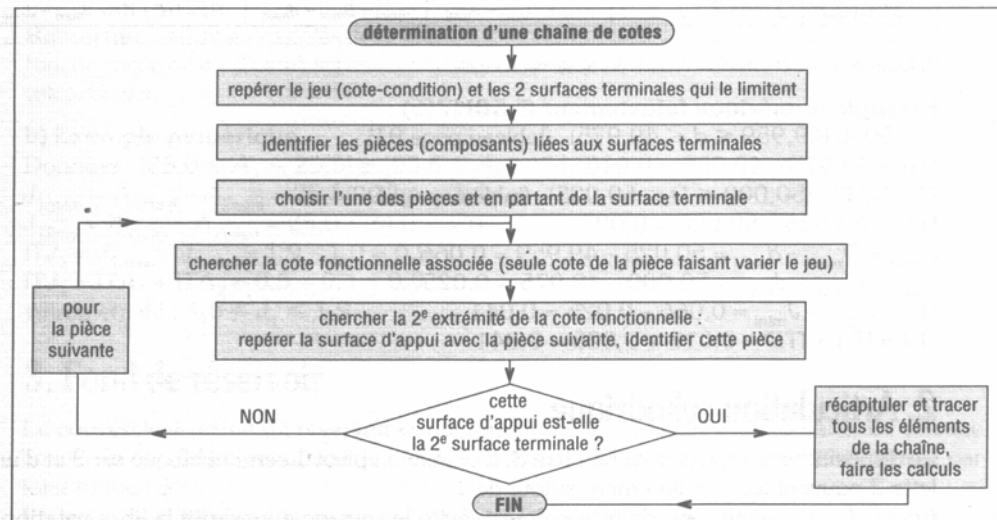 détermination d'une chaîne de cotes
repérer le jeu (cote-condition) et les 2 surfaces terminales qui le limitent
identifier les pièces (composants) liées aux surfaces terminales
choisir l'une des pièces et en partant de la surface terminale
chercher la cote fonctionnelle associée (seule cote de la pièce faisant varier le jeu)
pour
la pièce
suivante
chercher la 2e extrémité de la cote fonctionnelle :
repérer la surface d'appui avec la pièce suivante, identifier cette pièce
NON
cette
surface d'appui est-elle
la 2e surface terminale ?
OUI
récapituler et tracer
tous les éléments
de la chaîne,
faire les calculs
FIN